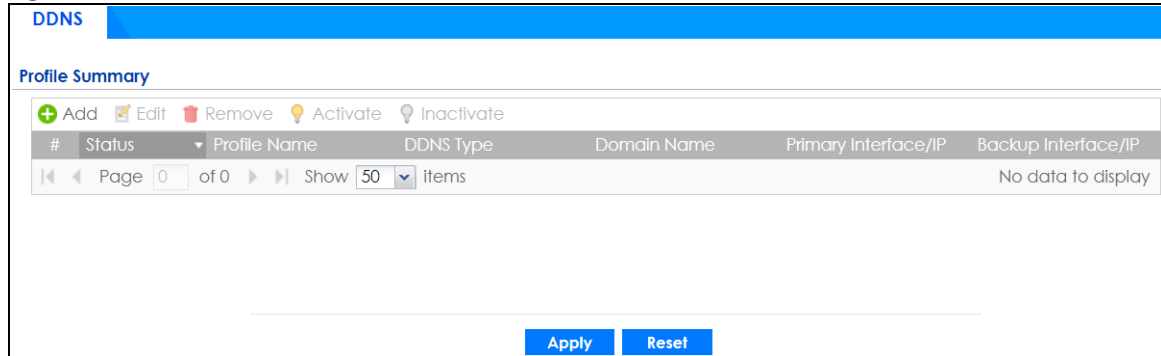 DDNS
Profile Summary
Add Edit Remove Activate Inactivate
# Status Profile Name DDNS Type Domain Name Primary Interface/IP Backup Interface/IP
Page 0 of 0 Show 50 items No data to display
Apply Reset